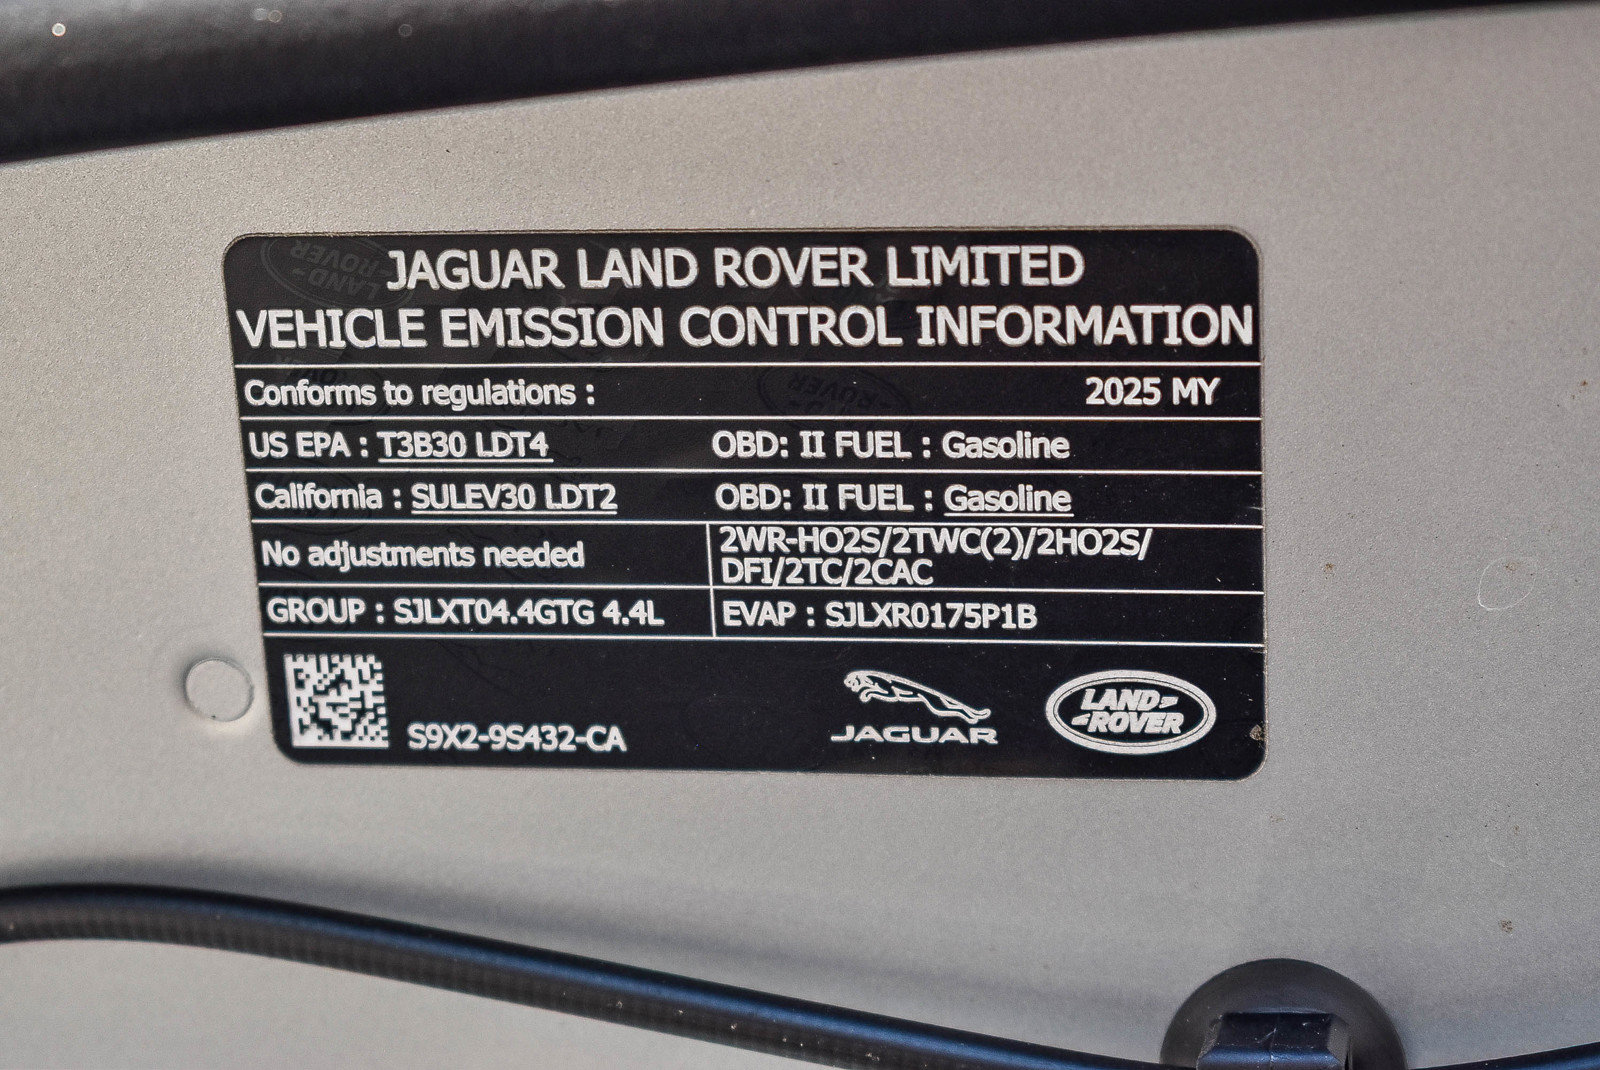 JAGUAR LAND ROVER LIMITED
VEHICLE EMISSION CONTROL INFORMATION
Conforms to regulations : 2025 MY
US EPA : T3B30 LDT4 OBD: II FUEL : Gasoline
California : SULEV30 LDT2 OBD: II FUEL : Gasoline
No adjustments needed
2WR-HO2S/2TWC(2)/2HO2S/
DFI/2TC/2CAC
GROUP : SJLXT04.4GTG 4.4L
EVAP : SJLXR0175P1B
S9X2-9S432-CA
JAGUAR
LAND
ROVER